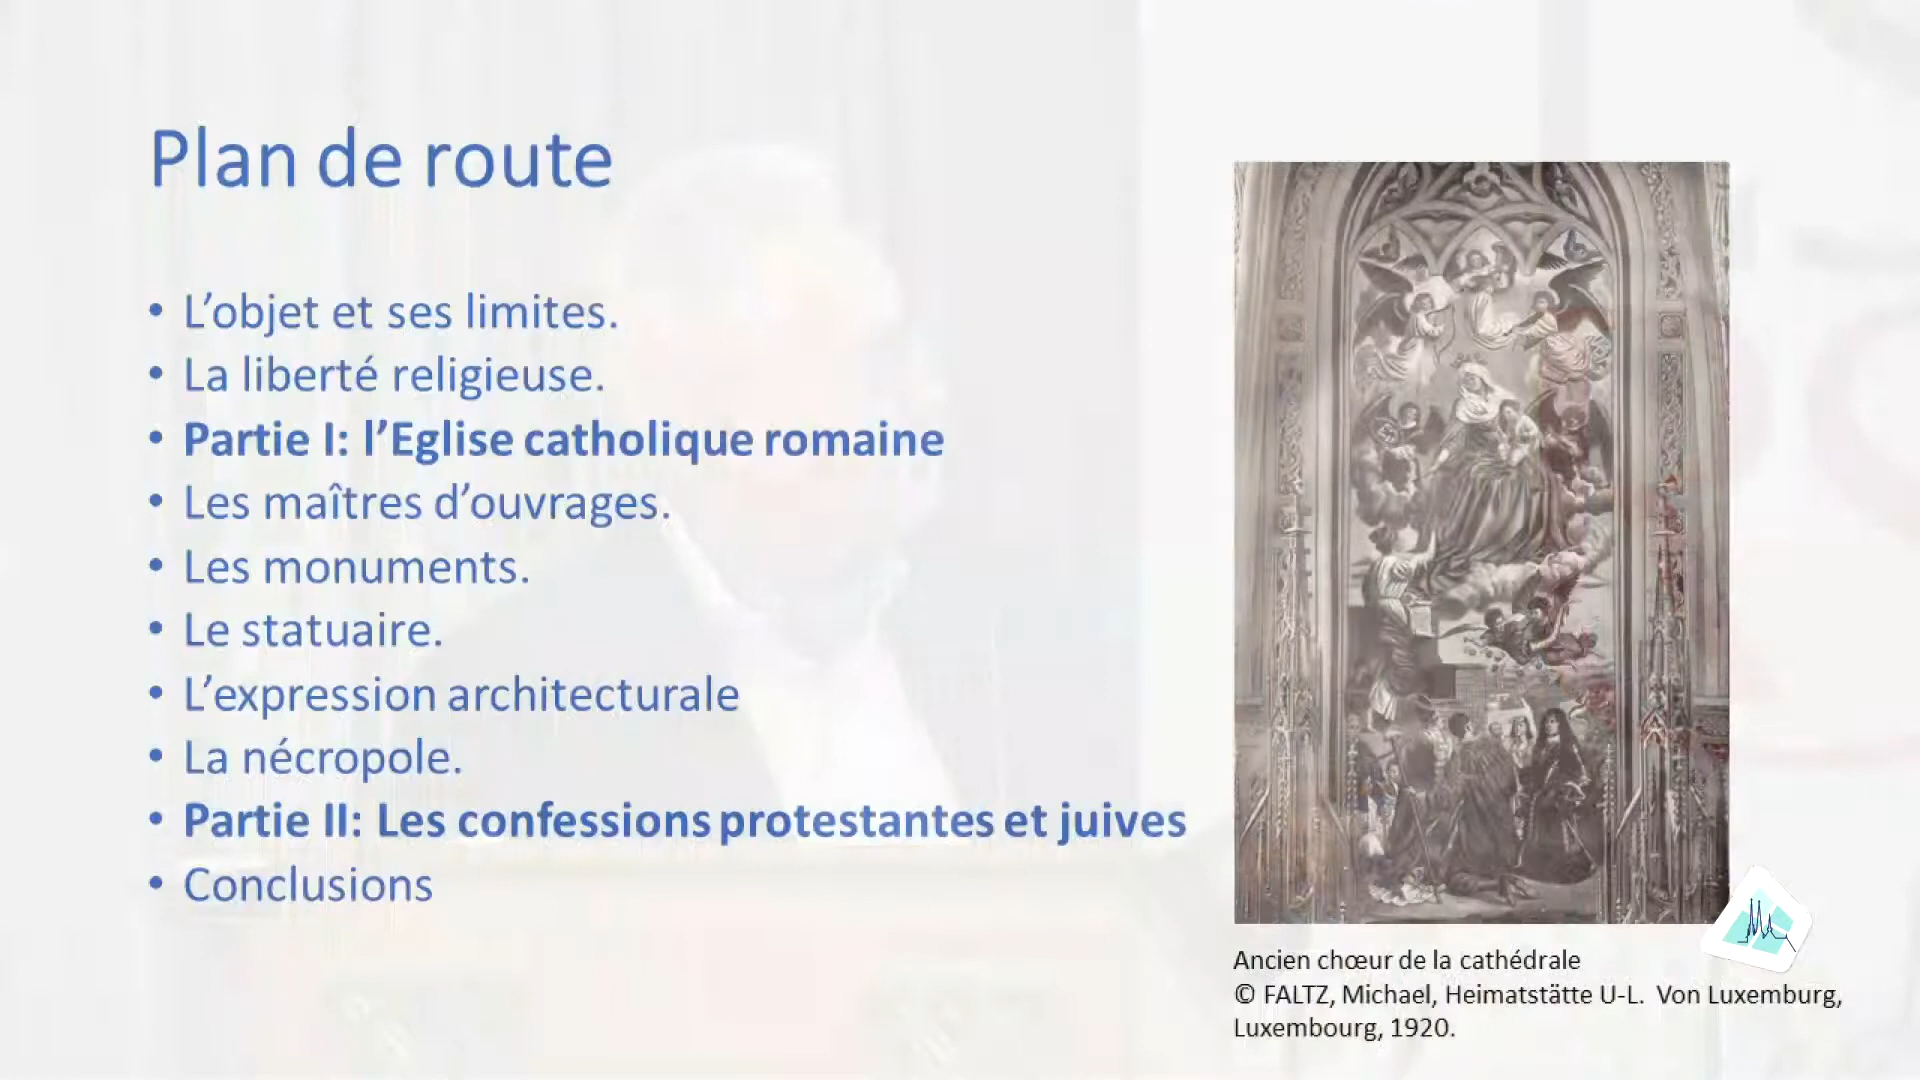 Plan de route
• L’objet et ses limites.
• La liberté religieuse.
• Partie I: l’Eglise catholique romaine
• Les maîtres d’ouvrages.
• Les monuments.
• Le statuaire.
• L’expression architecturale
• La nécropole.
• Partie II: Les confessions protestantes et juives
• Conclusions
Ancien chœur de la cathédrale
© FALTZ, Michael, Heimatstätte U-L. Von Luxemburg,
Luxembourg, 1920.